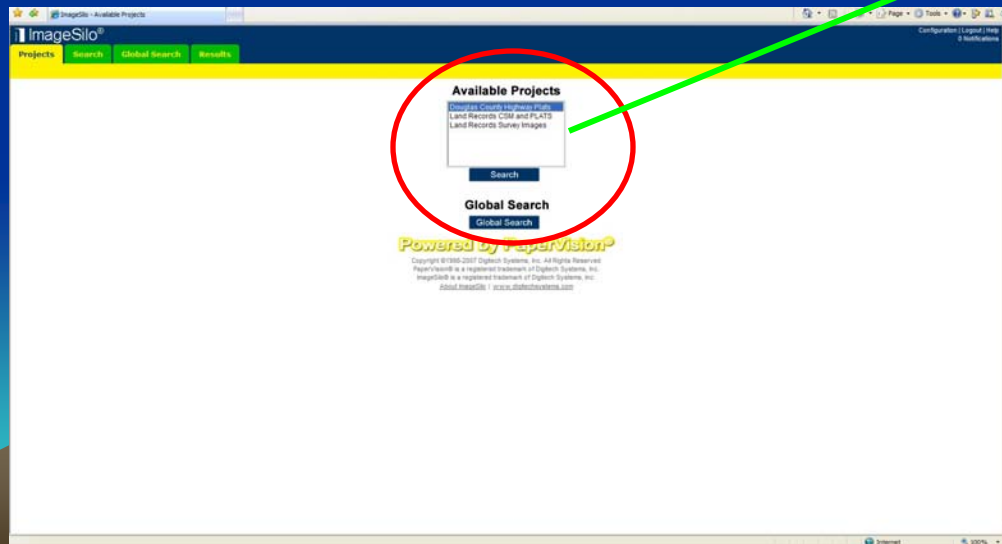 ImageSilo - Available Projects
Page Tools
ImageSilo®
Configuration | Logout | Help
0 Notifications
Projects Search Global Search Results
Available Projects
Douglas County Highway Plats
Land Records CSM and PLATS
Land Records Survey Images
Search
Global Search
Global Search
Powered by PaperVision®
Copyright ©1998-2007 Digitech Systems, Inc. All Rights Reserved
PaperVision® is a registered trademark of Digitech Systems, Inc.
ImageSilo® is a registered trademark of Digitech Systems, Inc.
About ImageSilo | www.digitechsystems.com
Internet 100%